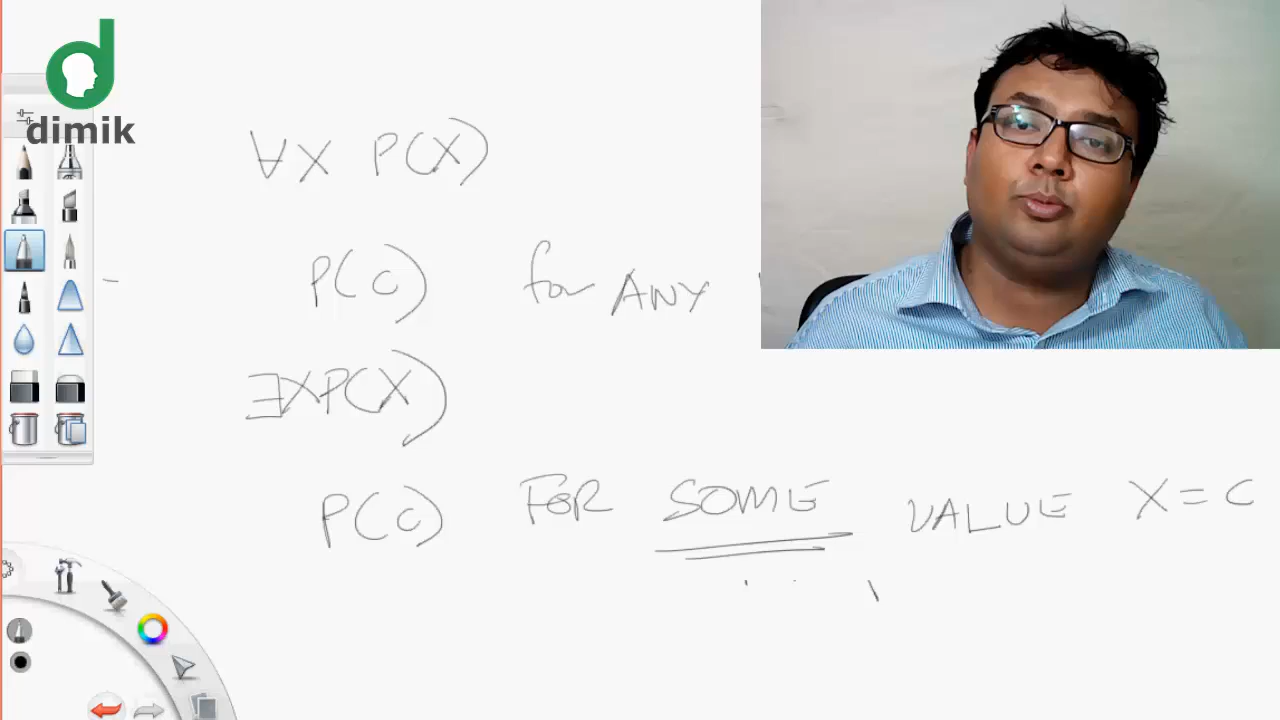 dimik
∀X P(X)
P(C) for ANY
∃XP(X)
P(C) FOR SOME VALUE X = C